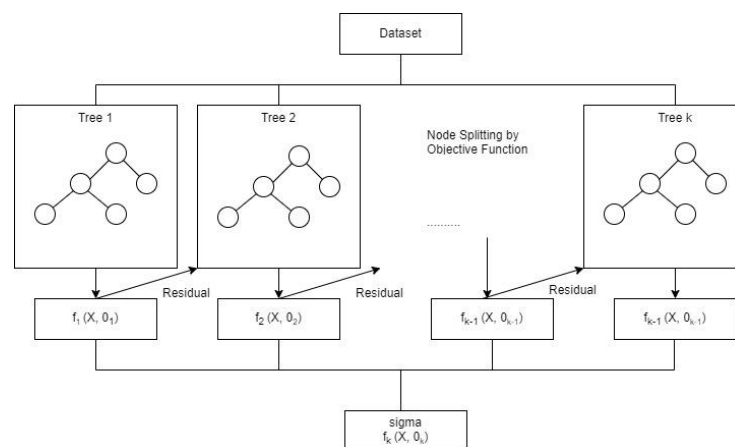 Dataset
Tree 1
Tree 2
Node Splitting by
Objective Function
Tree k
..........
Residual
Residual
Residual
f₁ (X, 0₁)
f₂ (X, 0₂)
fₖ₋₁ (X, 0ₖ₋₁)
fₖ₋₁ (X, 0ₖ₋₁)
sigma
fₖ (X, 0ₖ)